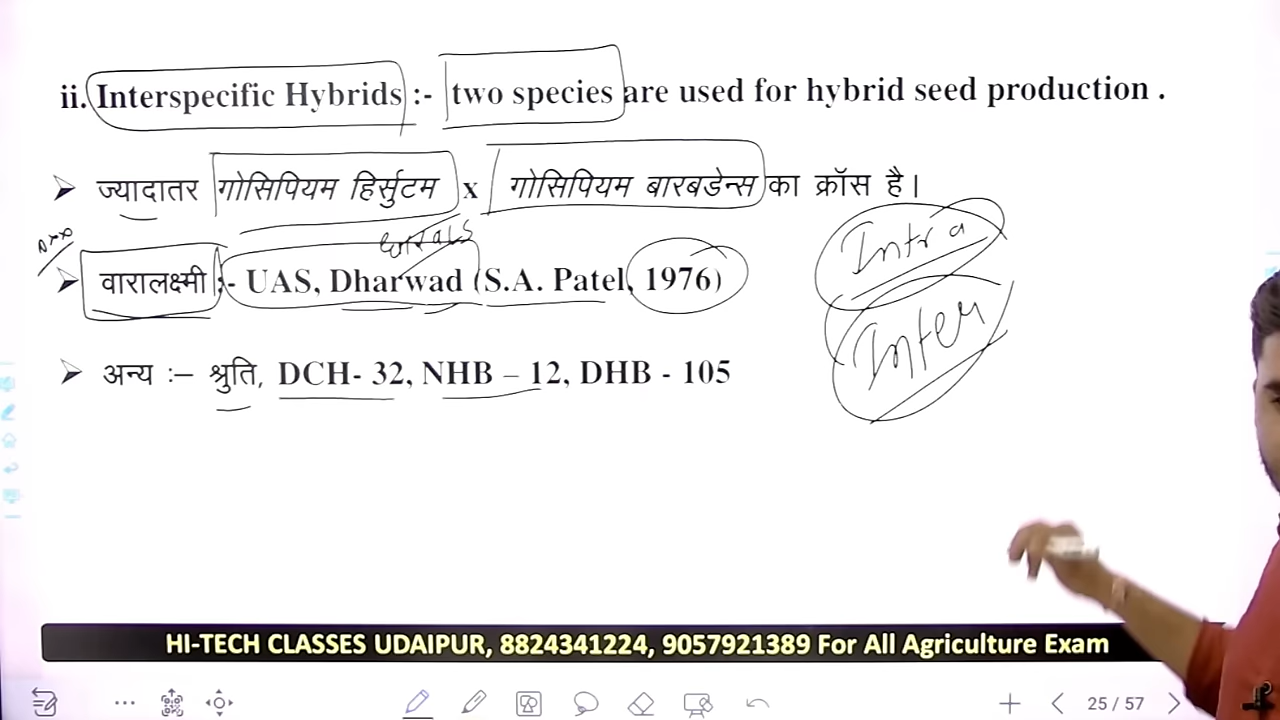 ii. Interspecific Hybrids :- two species are used for hybrid seed production .
➤ ज्यादातर गोसिपियम हिर्सुटम x गोसिपियम बारबडेन्स का क्रॉस है।
➤ वारालक्ष्मी :- UAS, Dharwad (S.A. Patel, 1976)
Intra
Inter
➤ अन्य :– श्रुति, DCH- 32, NHB – 12, DHB - 105
HI-TECH CLASSES UDAIPUR, 8824341224, 9057921389 For All Agriculture Exam
25 / 57